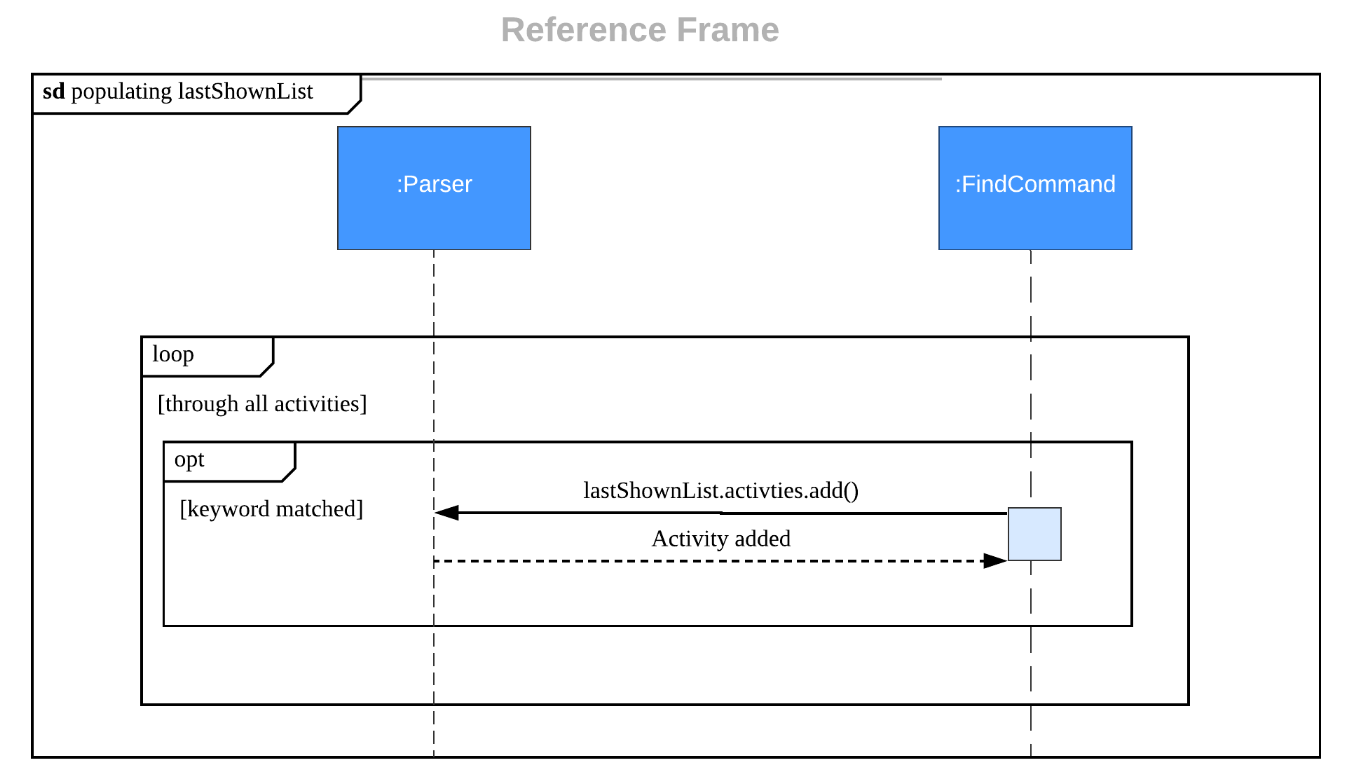 Reference Frame
sd populating lastShownList
:Parser
:FindCommand
loop
[through all activities]
opt
lastShownList.activties.add()
[keyword matched]
Activity added